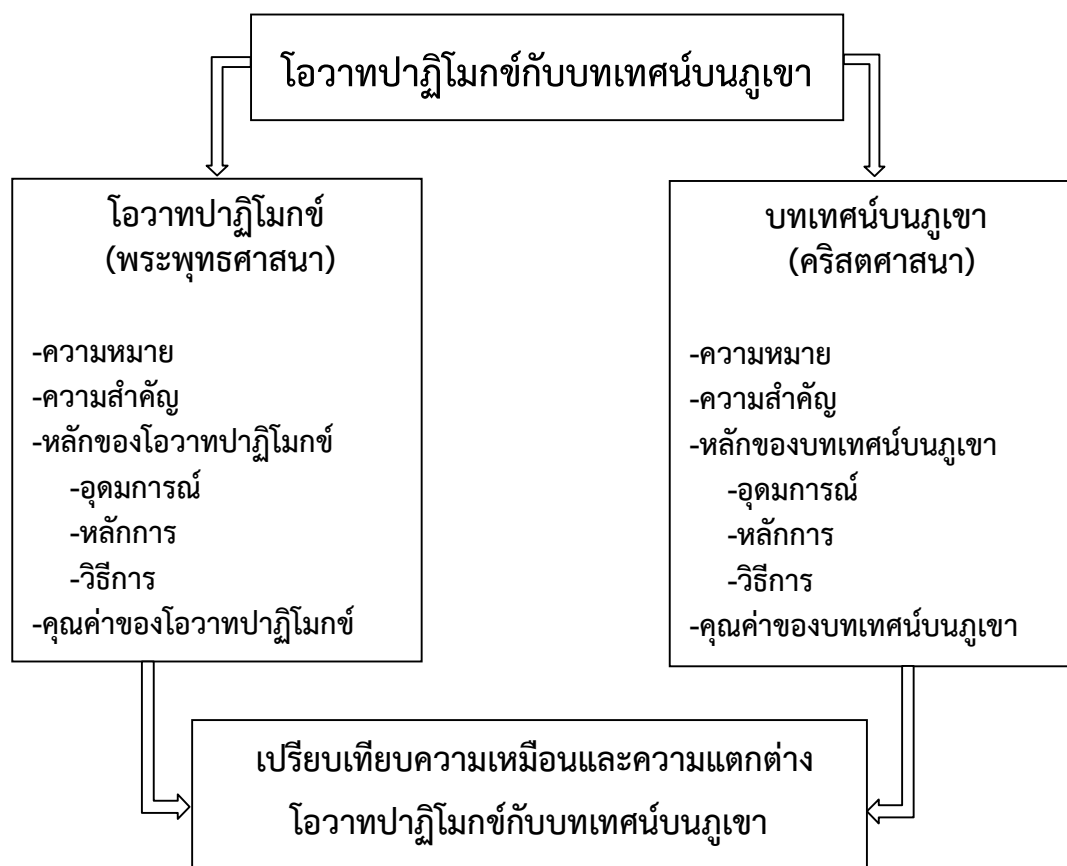 โอวาทปาฏิโมกข์กับบทเทศน์บนภูเขา
โอวาทปาฏิโมกข์
(พระพุทธศาสนา)
-ความหมาย
-ความสำคัญ
-หลักของโอวาทปาฏิโมกข์
-อุดมการณ์
-หลักการ
-วิธีการ
-คุณค่าของโอวาทปาฏิโมกข์
บทเทศน์บนภูเขา
(คริสตศาสนา)
-ความหมาย
-ความสำคัญ
-หลักของบทเทศน์บนภูเขา
-อุดมการณ์
-หลักการ
-วิธีการ
-คุณค่าของบทเทศน์บนภูเขา
เปรียบเทียบความเหมือนและความแตกต่าง
โอวาทปาฏิโมกข์กับบทเทศน์บนภูเขา